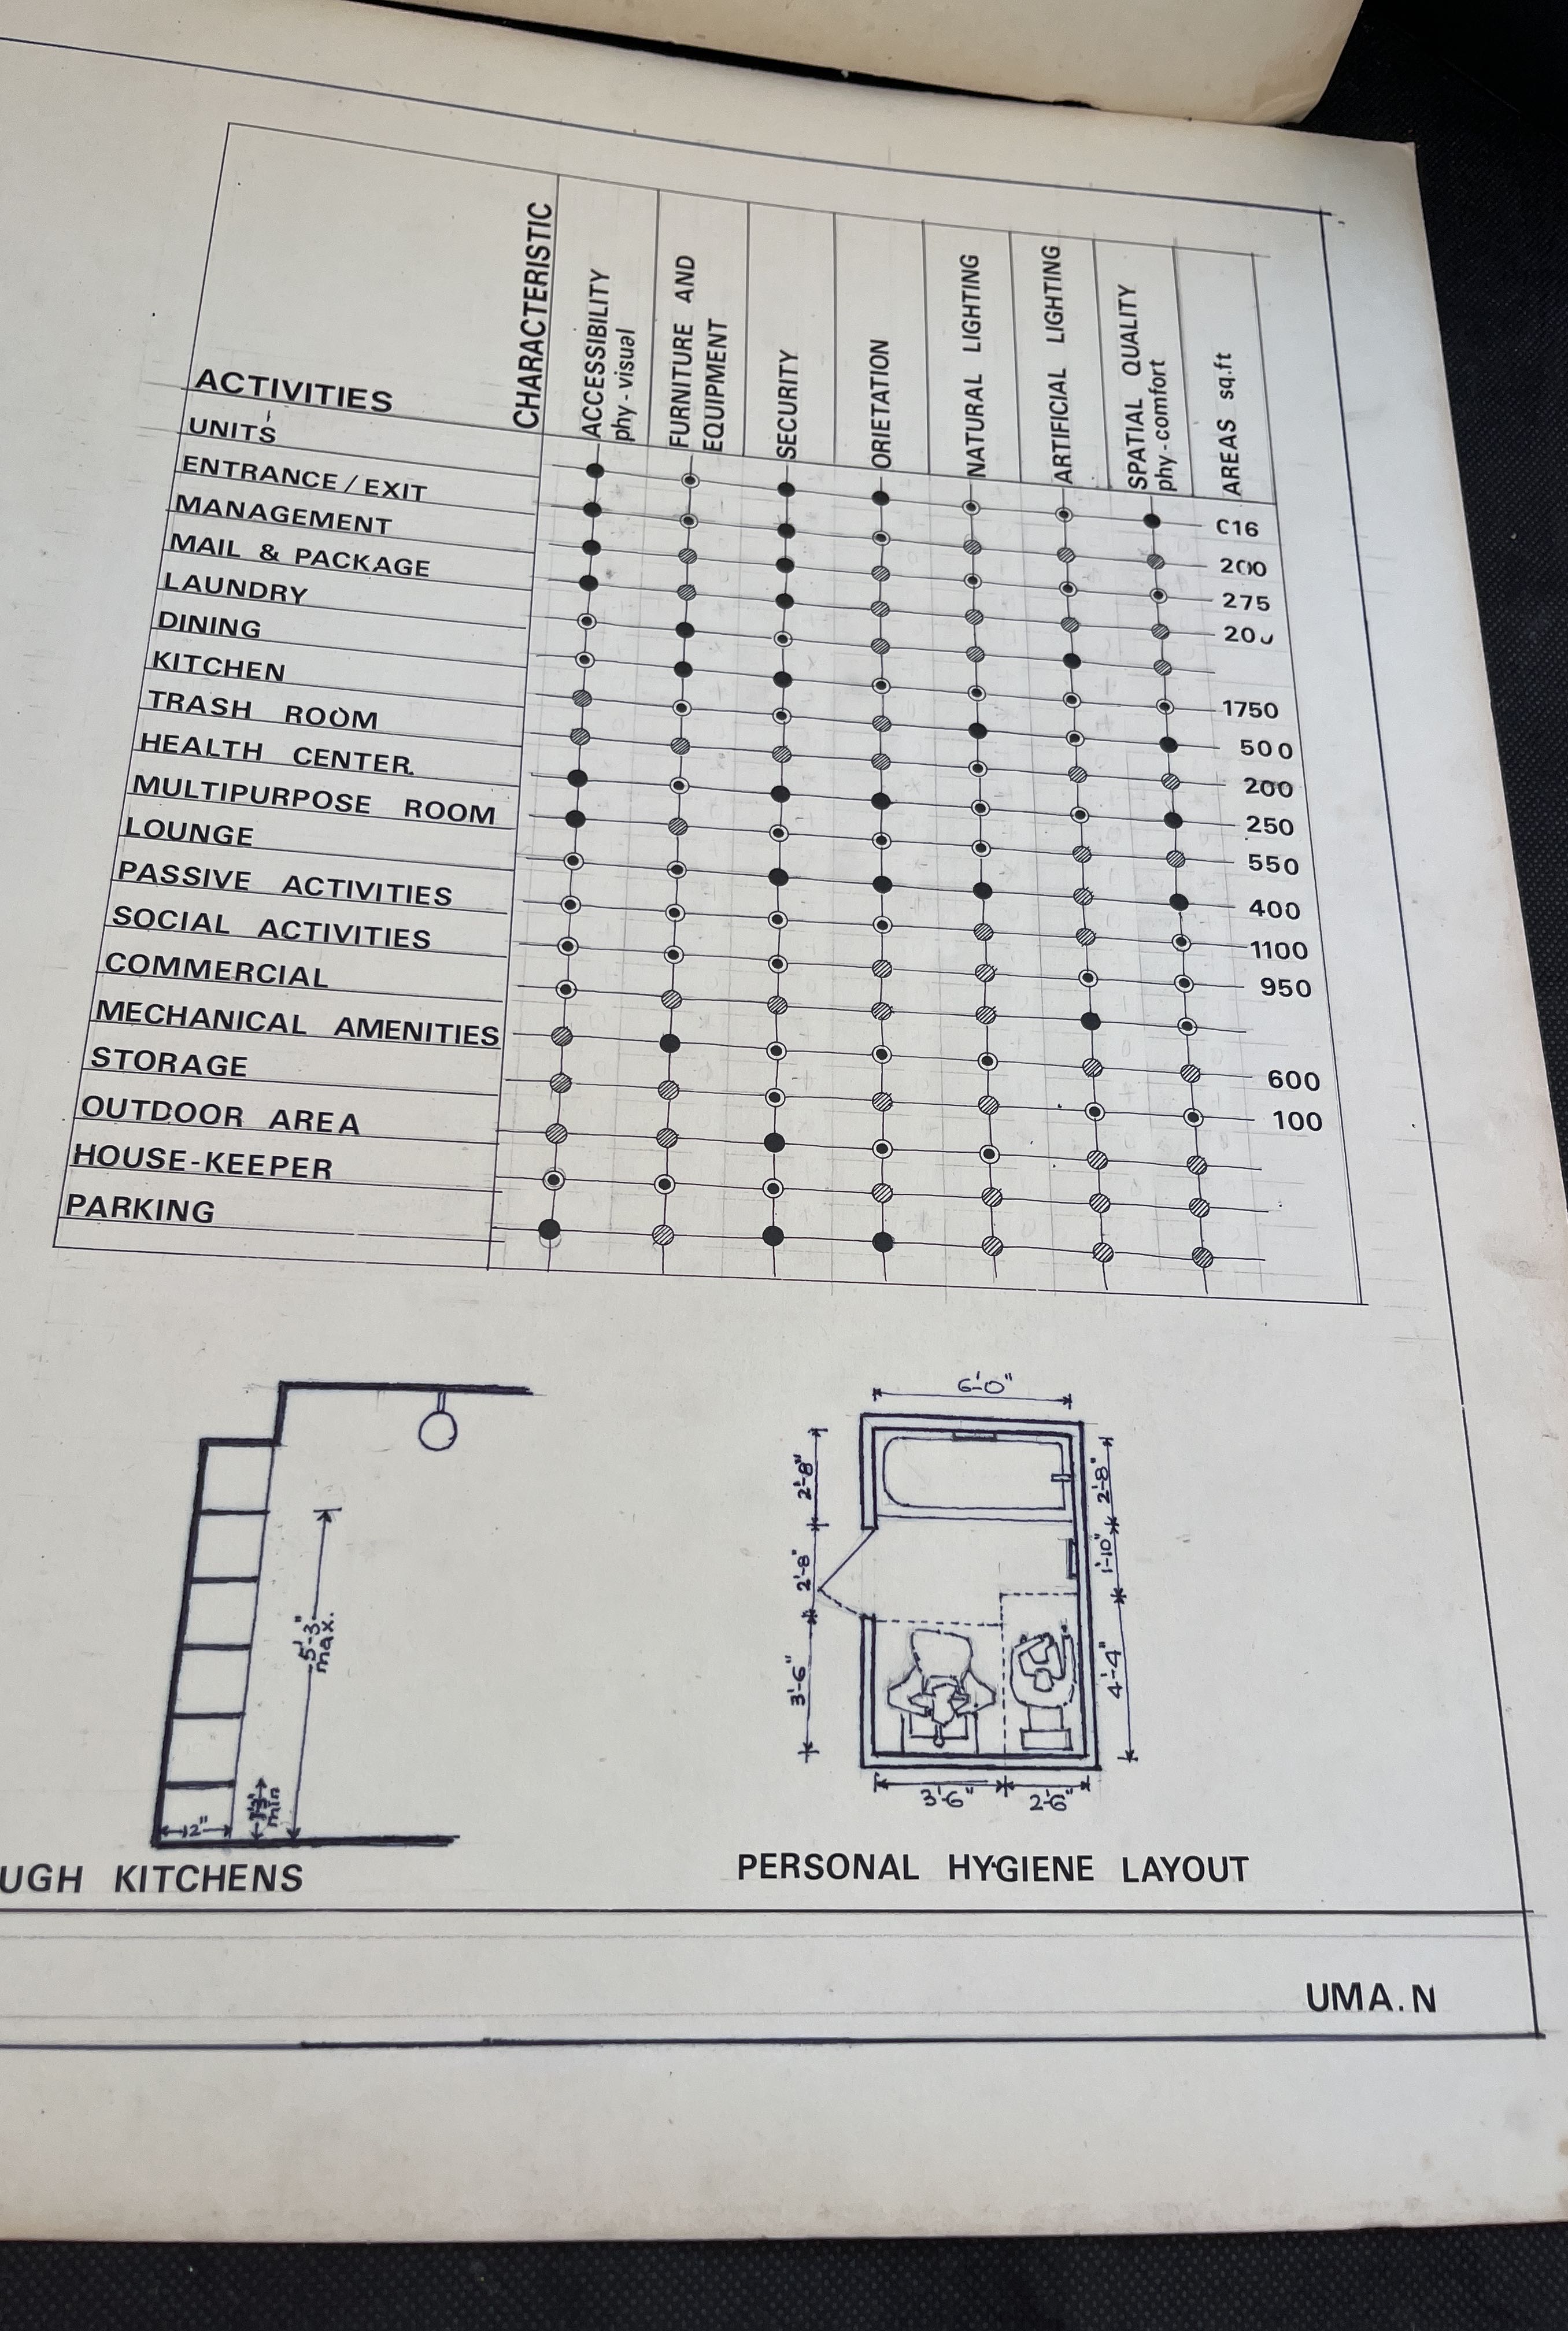 CHARACTERISTIC
ACCESSIBILITY
phy-visual
FURNITURE AND
EQUIPMENT
SECURITY
ORIETATION
NATURAL LIGHTING
ARTIFICIAL LIGHTING
SPATIAL QUALITY
phy-comfort
AREAS sq.ft
ACTIVITIES
UNITS
C16
ENTRANCE/EXIT
200
MANAGEMENT
275
MAIL & PACKAGE
LAUNDRY
DINING
1750
KITCHEN
500
TRASH ROOM
200
HEALTH CENTER.
250
MULTIPURPOSE ROOM
550
LOUNGE
400
PASSIVE ACTIVITIES
1100
SOCIAL ACTIVITIES
950
COMMERCIAL
MECHANICAL AMENITIES
600
STORAGE
100
OUTDOOR AREA
HOUSE-KEEPER
PARKING
5'-3"
max.
min
6'-0"
2'-8"
2'-8"
3'-6"
2'-8"
1'-10"
4'-4"
3'-6"
2'-6"
UGH KITCHENS
PERSONAL HYGIENE LAYOUT
UMA.N